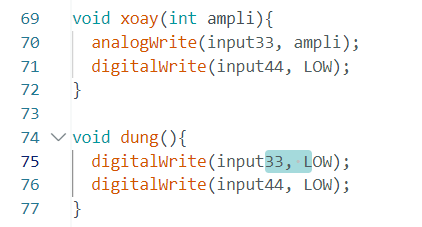 69 void xoay(int ampli){
70 analogWrite(input33, ampli);
71 digitalWrite(input44, LOW);
72 }
73
74 void dung(){
75 digitalWrite(input33, LOW);
76 digitalWrite(input44, LOW);
77 }